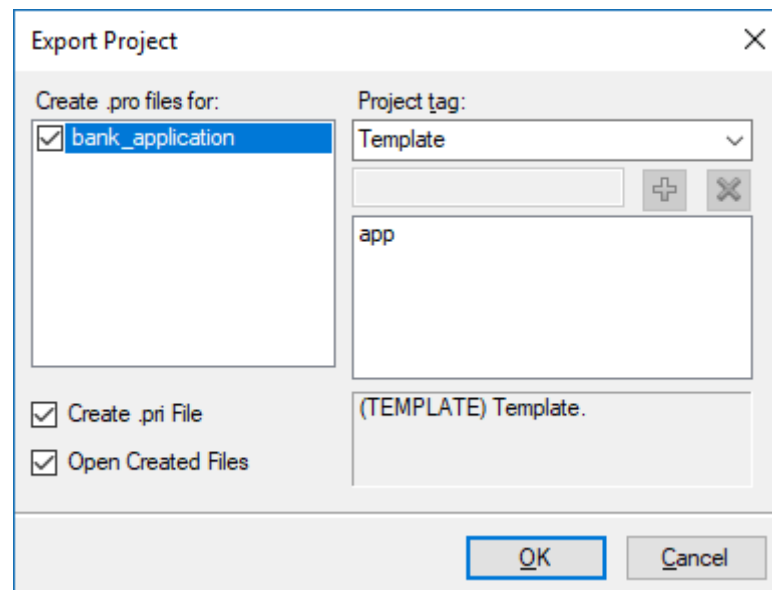 Export Project
Create .pro files for:
bank_application
Create .pri File
Open Created Files
Project tag:
Template
app
(TEMPLATE) Template.
OK
Cancel